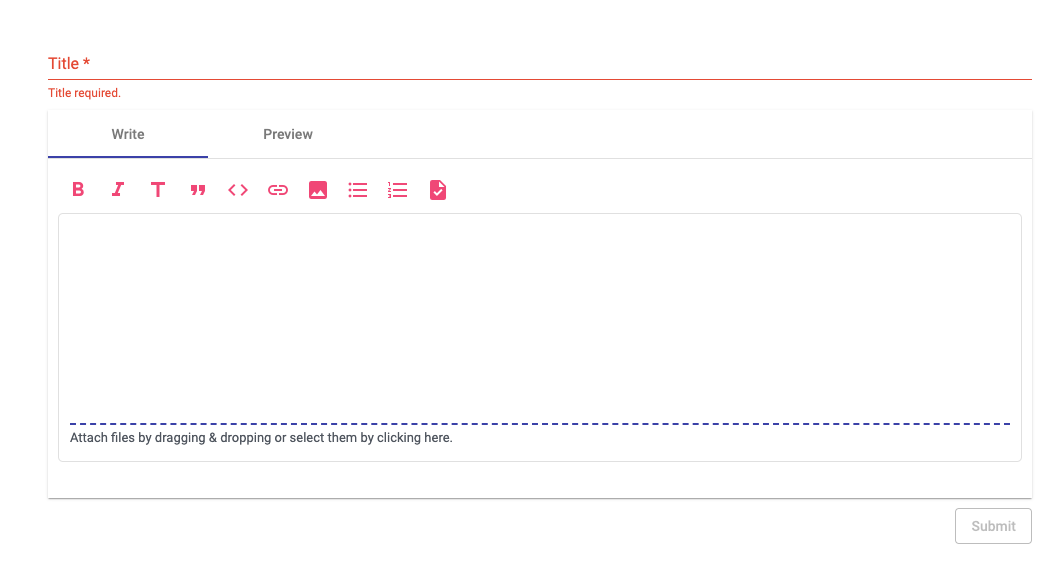 Title *
Title required.
Write Preview
Attach files by dragging & dropping or select them by clicking here.
Submit